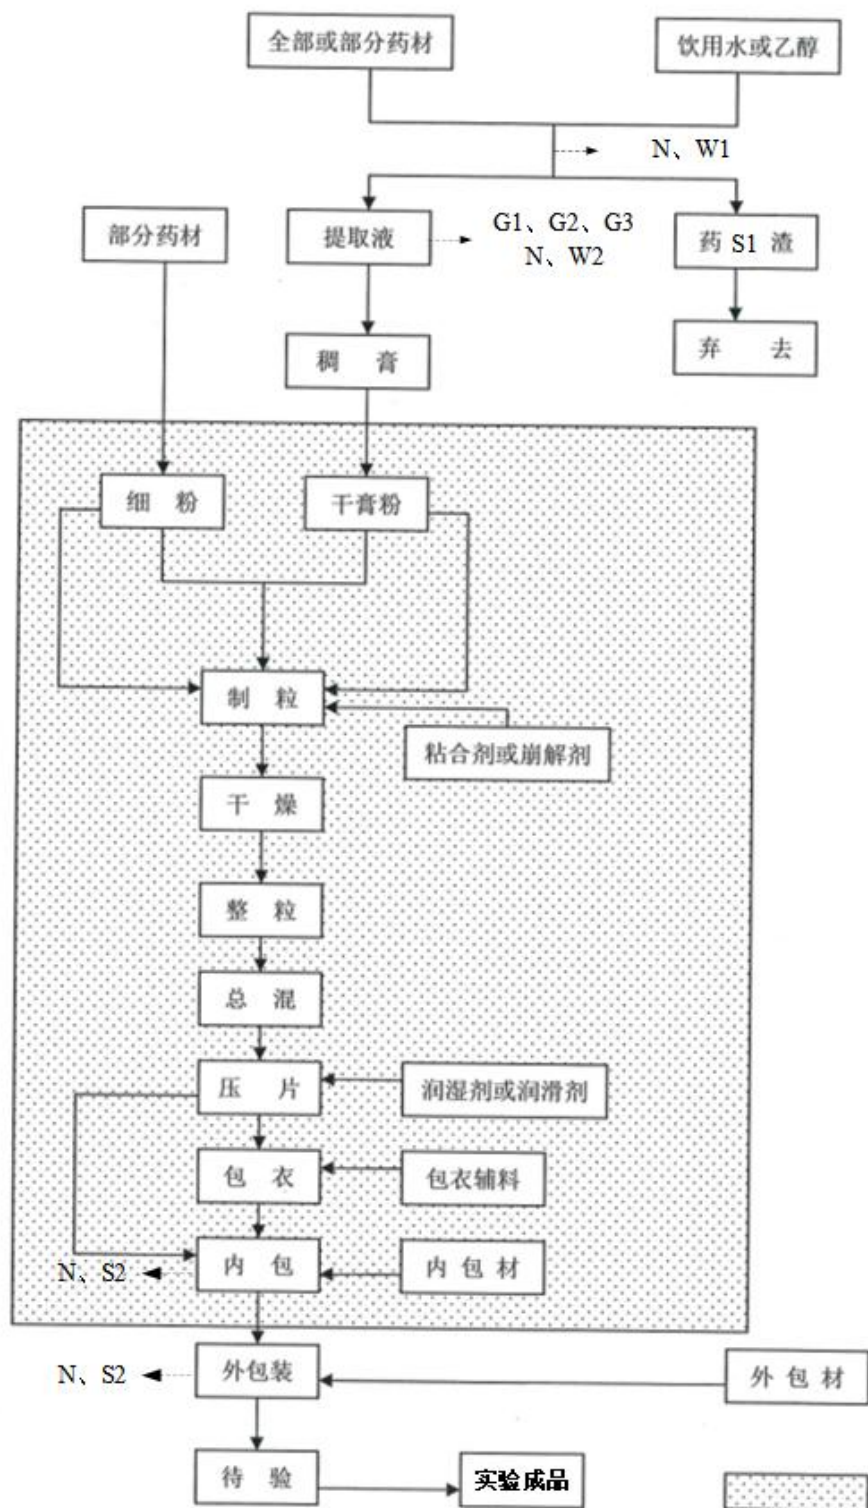 全部或部分药材
饮用水或乙醇
N、W1
部分药材
提取液
G1、G2、G3
N、W2
药 S1 渣
稠 膏
弃 去
细 粉
干膏粉
制 粒
粘合剂或崩解剂
干 燥
整 粒
总 混
压 片
润湿剂或润滑剂
包 衣
包衣辅料
内 包
内 包 材
N、S2
外包装
N、S2
外 包 材
待 验
实验成品